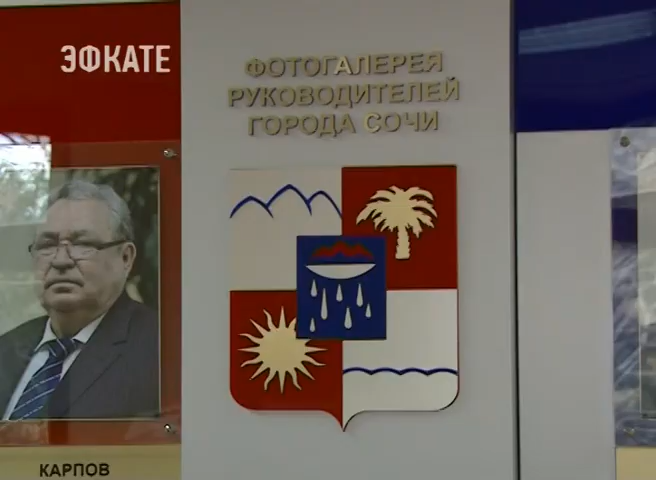 ЭФКАТЕ
ФОТОГАЛЕРЕЯ
РУКОВОДИТЕЛЕЙ
ГОРОДА СОЧИ
КАРПОВ